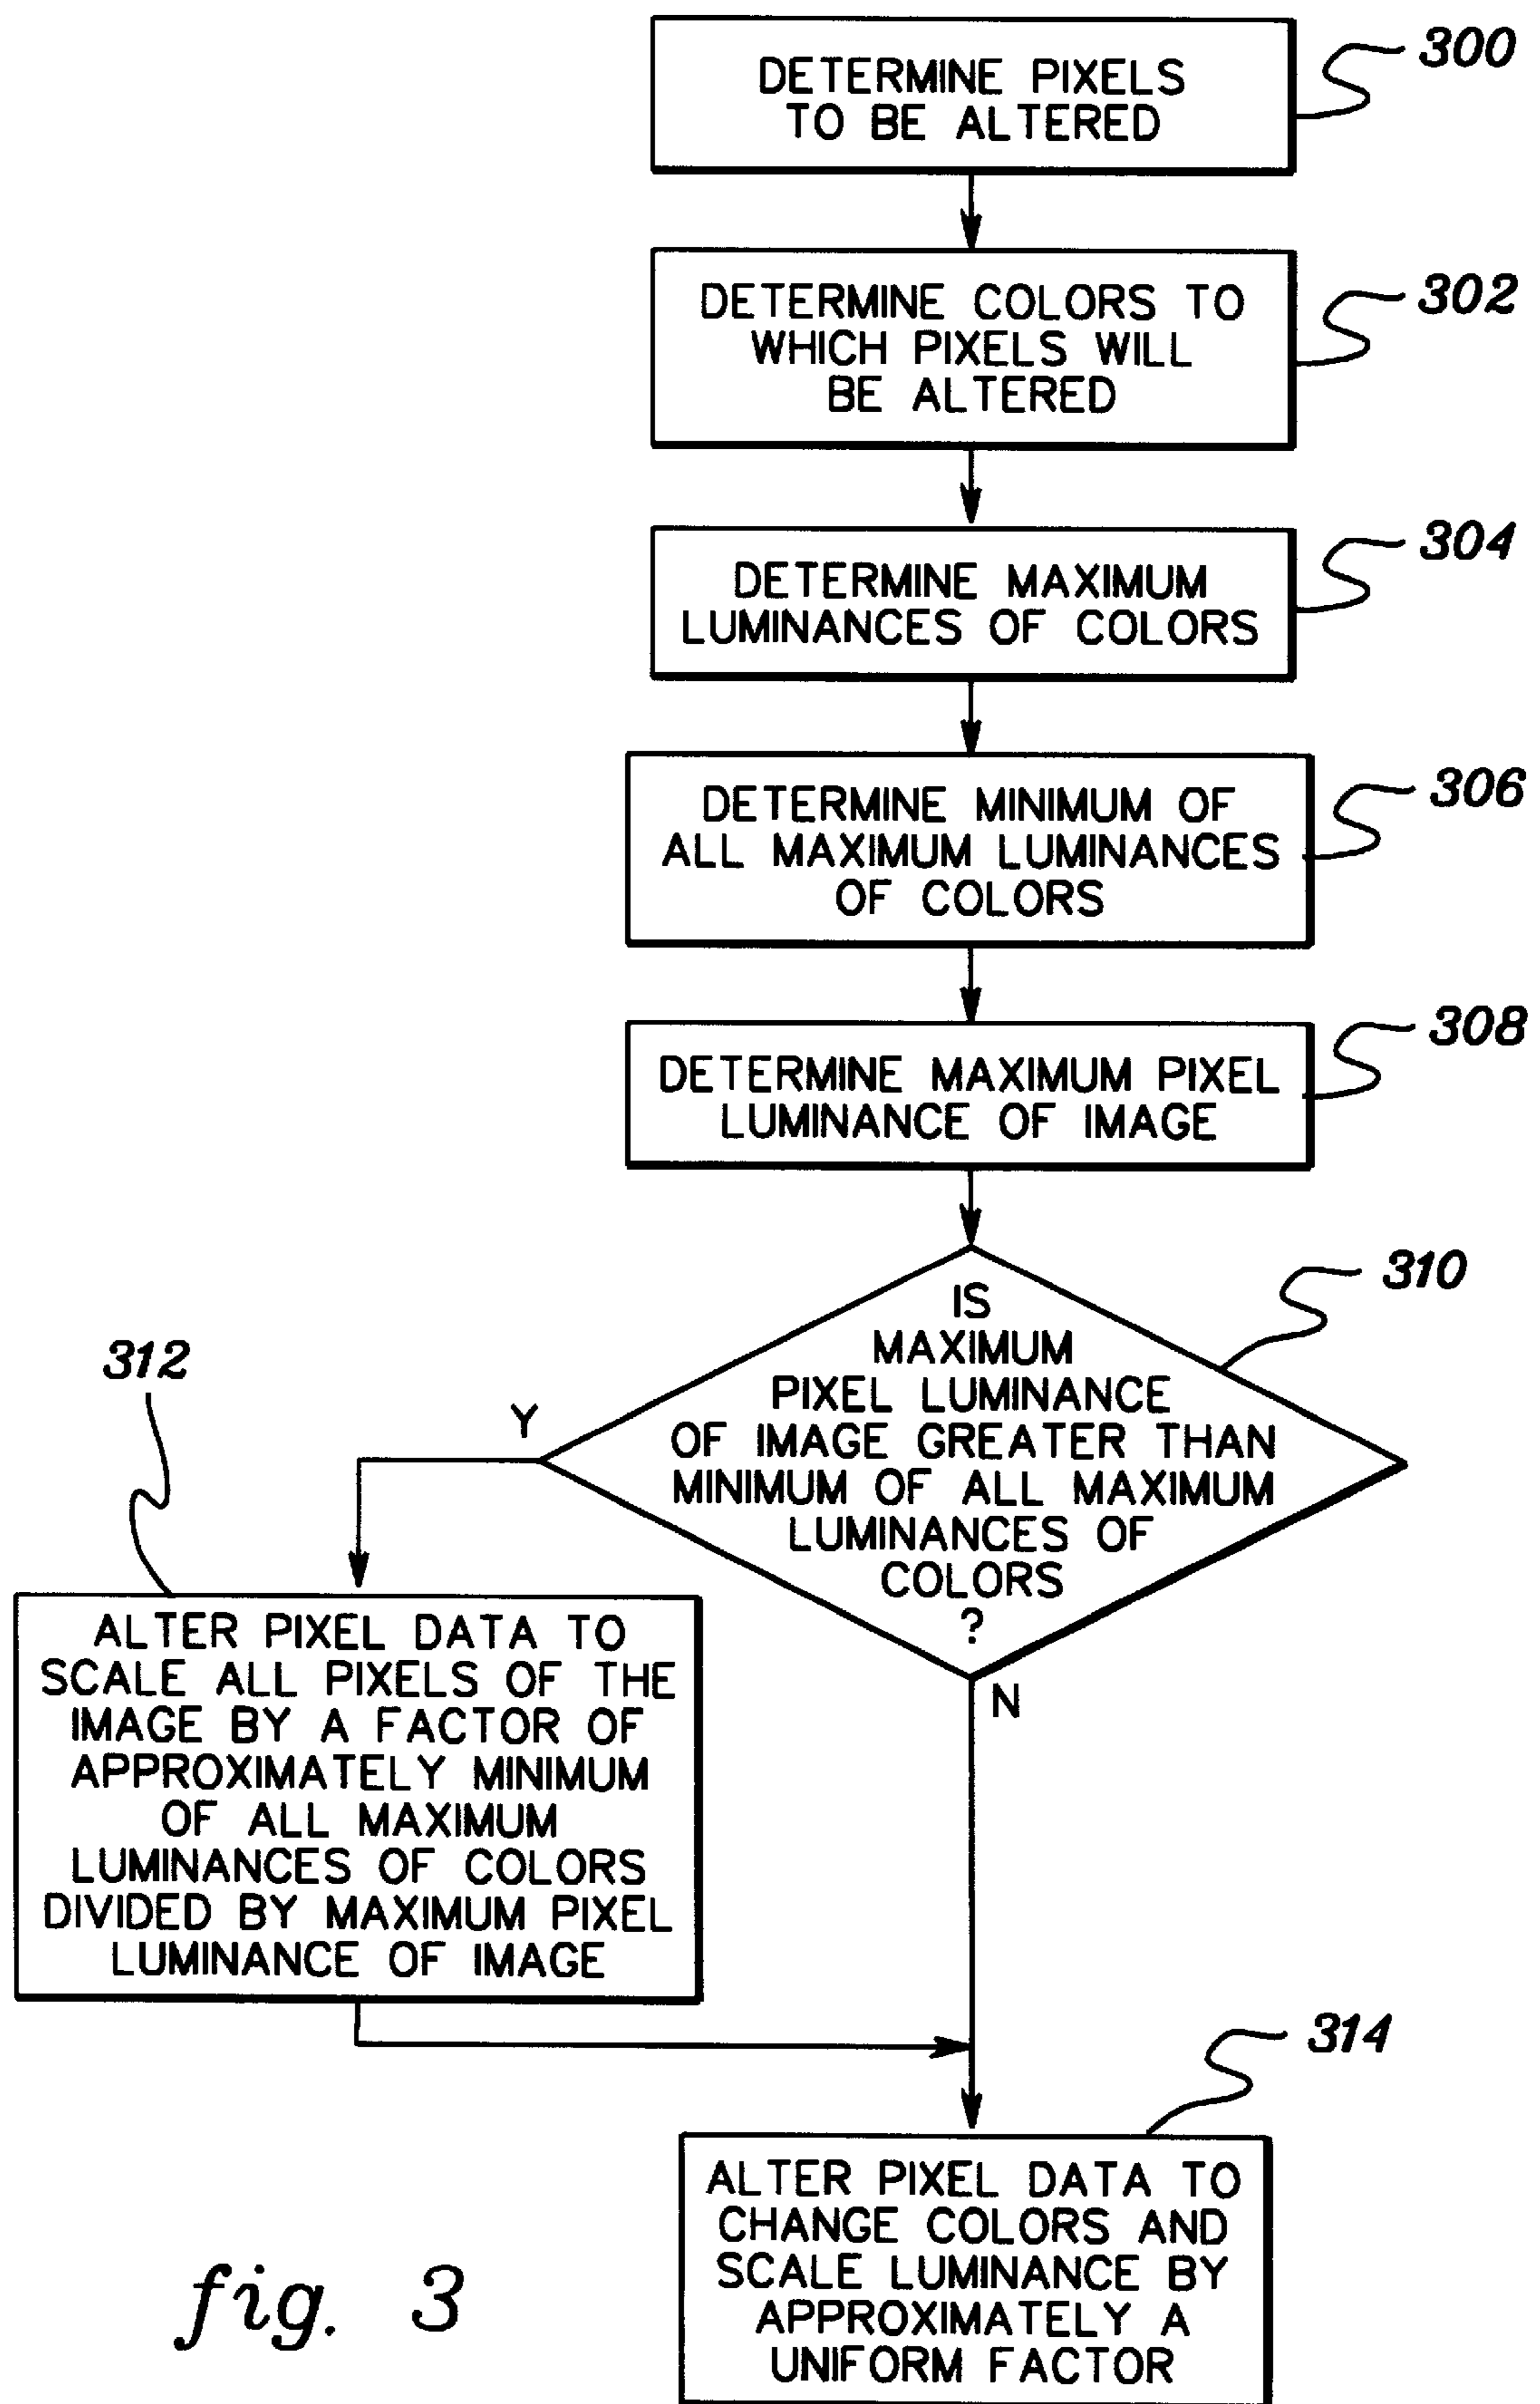 DETERMINE PIXELS
TO BE ALTERED
300
DETERMINE COLORS TO
WHICH PIXELS WILL
BE ALTERED
302
DETERMINE MAXIMUM
LUMINANCES OF COLORS
304
DETERMINE MINIMUM OF
ALL MAXIMUM LUMINANCES
OF COLORS
306
DETERMINE MAXIMUM PIXEL
LUMINANCE OF IMAGE
308
IS
MAXIMUM
PIXEL LUMINANCE
OF IMAGE GREATER THAN
MINIMUM OF ALL MAXIMUM
LUMINANCES OF
COLORS
?
310
Y
N
312
ALTER PIXEL DATA TO
SCALE ALL PIXELS OF THE
IMAGE BY A FACTOR OF
APPROXIMATELY MINIMUM
OF ALL MAXIMUM
LUMINANCES OF COLORS
DIVIDED BY MAXIMUM PIXEL
LUMINANCE OF IMAGE
314
ALTER PIXEL DATA TO
CHANGE COLORS AND
SCALE LUMINANCE BY
APPROXIMATELY A
UNIFORM FACTOR
fig. 3